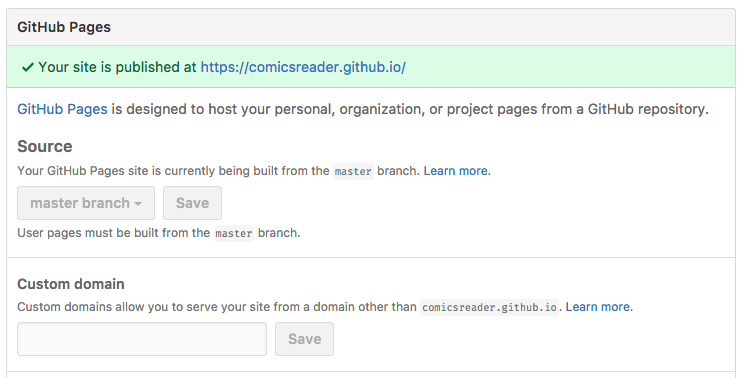 GitHub Pages
Your site is published at https://comicsreader.github.io/
GitHub Pages is designed to host your personal, organization, or project pages from a GitHub repository.
Source
Your GitHub Pages site is currently being built from the master branch. Learn more.
master branch Save
User pages must be built from the master branch.
Custom domain
Custom domains allow you to serve your site from a domain other than comicsreader.github.io. Learn more.
Save